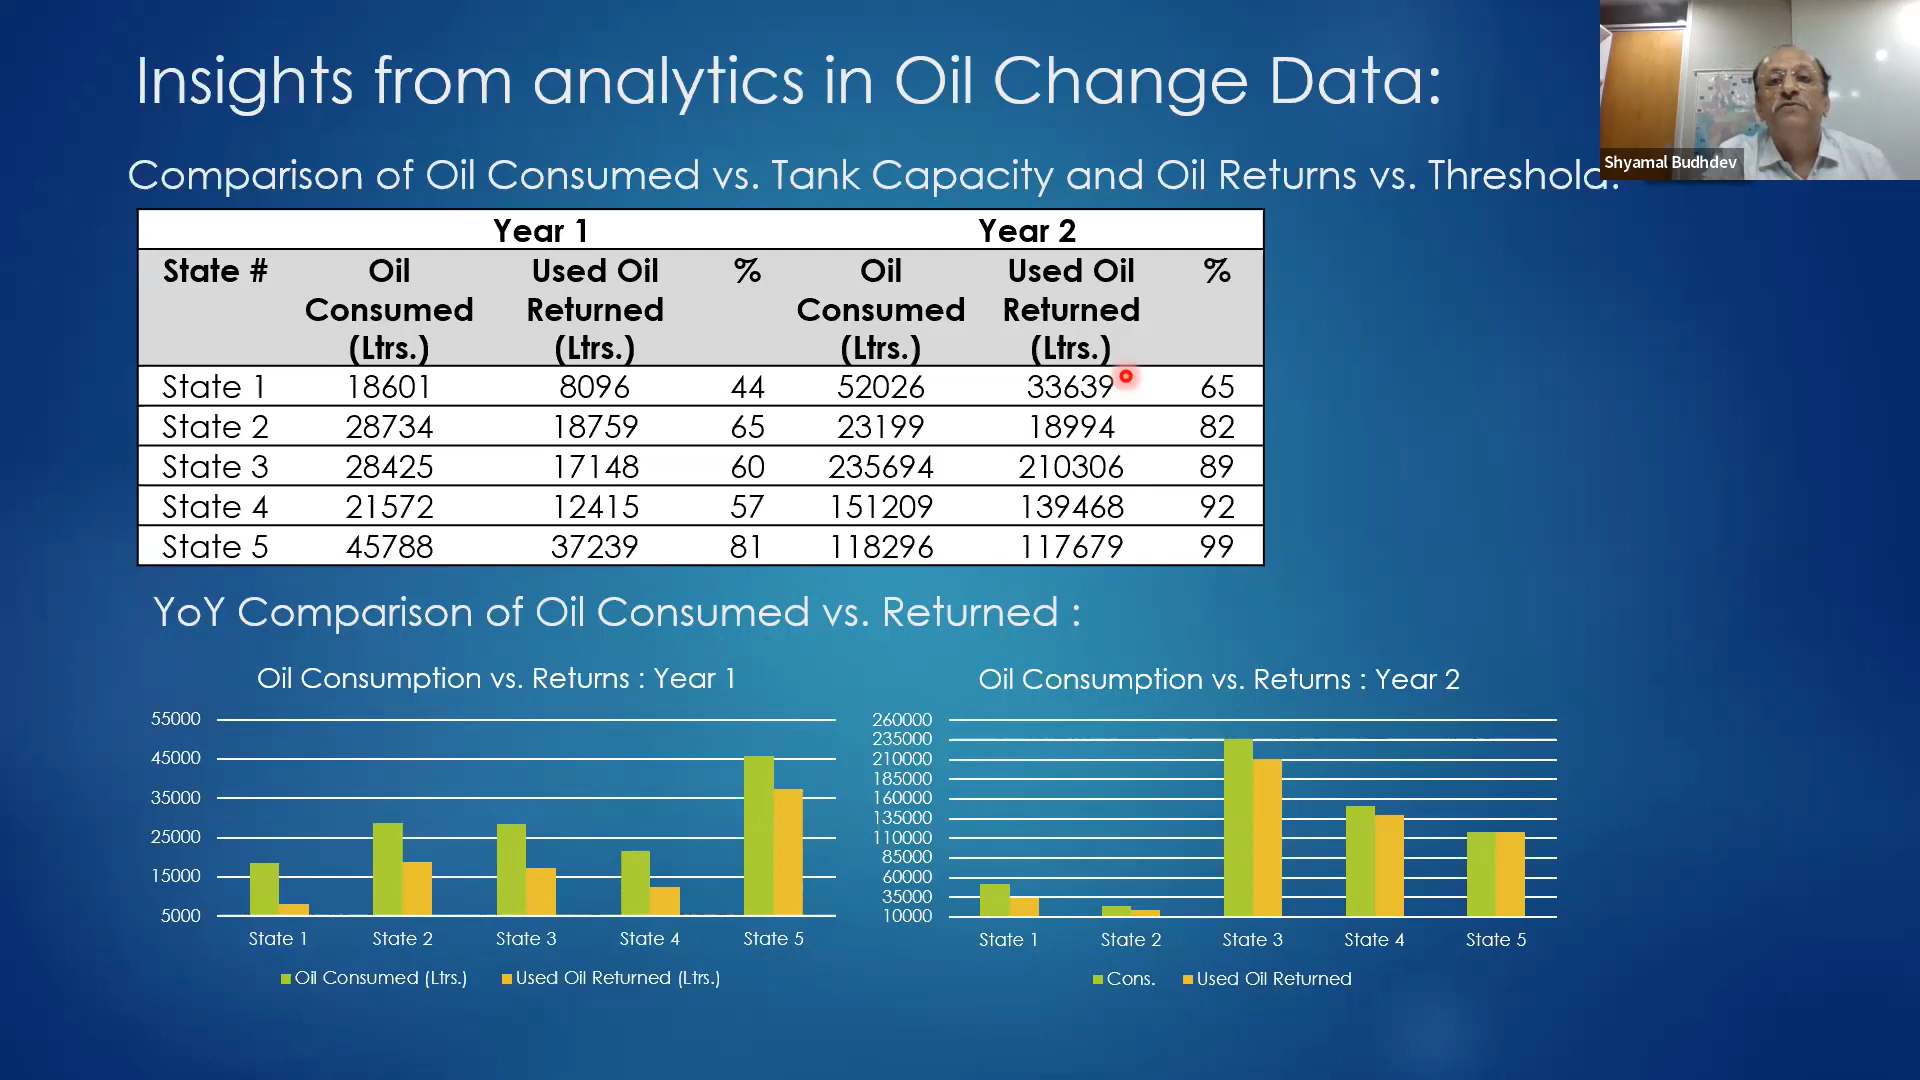 Insights from analytics in Oil Change Data:
Shyamal Budhdev
Comparison of Oil Consumed vs. Tank Capacity and Oil Returns vs. Threshold:
Year 1 Year 2
State # Oil Consumed (Ltrs.) Used Oil Returned (Ltrs.) % Oil Consumed (Ltrs.) Used Oil Returned (Ltrs.) %
State 1 18601 8096 44 52026 33639 65
State 2 28734 18759 65 23199 18994 82
State 3 28425 17148 60 235694 210306 89
State 4 21572 12415 57 151209 139468 92
State 5 45788 37239 81 118296 117679 99
YoY Comparison of Oil Consumed vs. Returned :
Oil Consumption vs. Returns : Year 1
55000
45000
35000
25000
15000
5000
State 1 State 2 State 3 State 4 State 5
Oil Consumed (Ltrs.) Used Oil Returned (Ltrs.)
Oil Consumption vs. Returns : Year 2
260000
235000
210000
185000
160000
135000
110000
85000
60000
35000
10000
State 1 State 2 State 3 State 4 State 5
Cons. Used Oil Returned